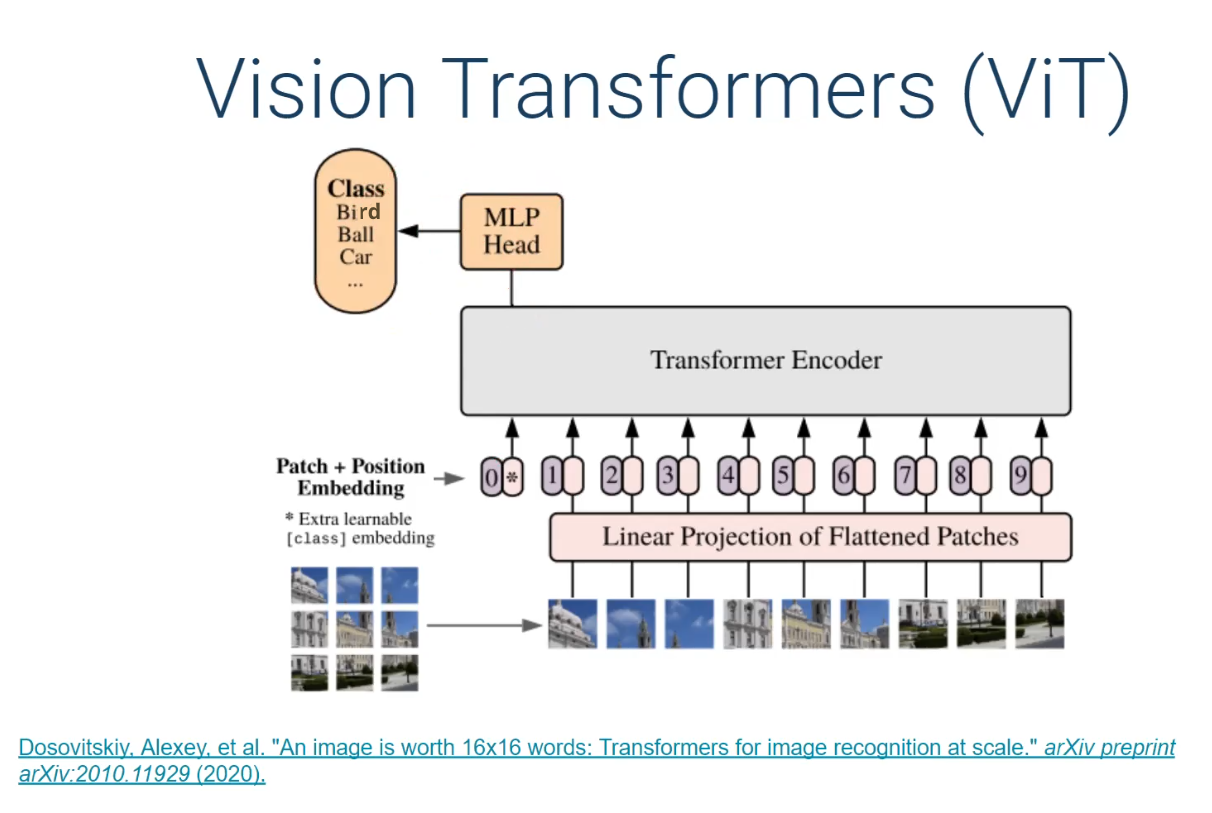 Vision Transformers (ViT)
Class
Bird
Ball
Car
...
MLP
Head
Transformer Encoder
Patch + Position
Embedding
0 * 1 2 3 4 5 6 7 8 9
* Extra learnable
[class] embedding
Linear Projection of Flattened Patches
Dosovitskiy, Alexey, et al. "An image is worth 16x16 words: Transformers for image recognition at scale." arXiv preprint
arXiv:2010.11929 (2020).